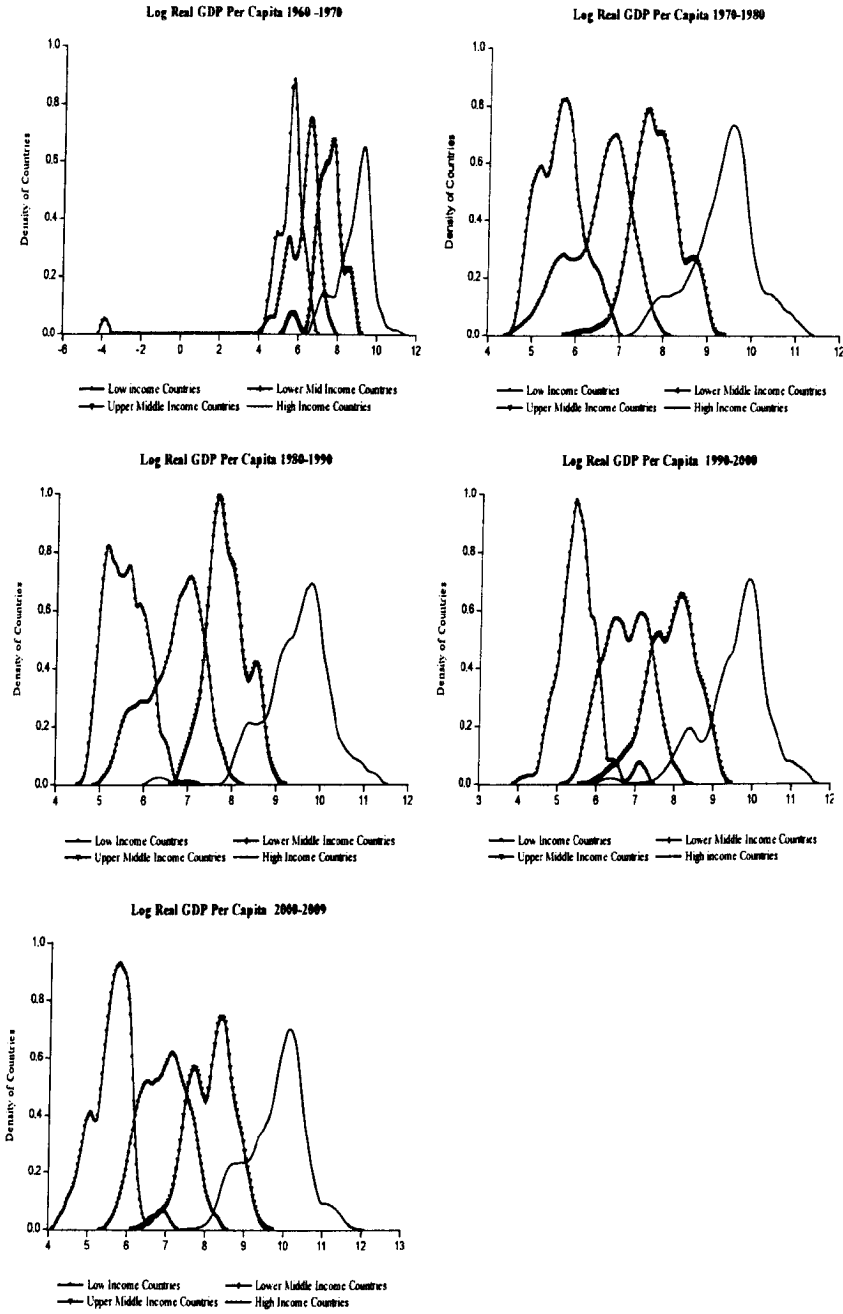 Log Real GDP Per Capita 1960 -1970
Density of Countries
1.0
0.8
0.6
0.4
0.2
0.0
-6 -4 -2 0 2 4 6 8 10 12
Low income Countries Lower Mid Income Countries
Upper Middle Income Countries High Income Countries
Log Real GDP Per Capita 1970-1980
Density of Countries
1.0
0.8
0.6
0.4
0.2
0.0
4 5 6 7 8 9 10 11 12
Low Income Countries Lower Middle Income Countries
Upper Middle Income Countries High Income Countries
Log Real GDP Per Capita 1980-1990
Density of Countries
1.0
0.8
0.6
0.4
0.2
0.0
4 5 6 7 8 9 10 11 12
Low Income Countries Lower Middle Income Countries
Upper Middle Income Countries High Income Countries
Log Real GDP Per Capita 1990-2000
Density of Countries
1.0
0.8
0.6
0.4
0.2
0.0
3 4 5 6 7 8 9 10 11 12
Low Income Countries Lower Middle Income Countries
Upper Middle Income Countries High income Countries
Log Real GDP Per Capita 2000-2009
Density of Countries
1.0
0.8
0.6
0.4
0.2
0.0
4 5 6 7 8 9 10 11 12 13
Low Income Countries Lower Middle Income Countries
Upper Middle Income Countries High Income Countries